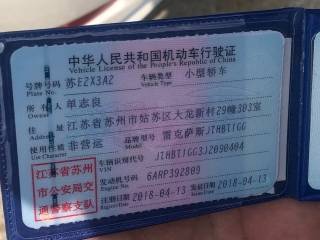 中华人民共和国机动车行驶证
Vehicle License of the People's Republic of China
号牌号码 苏EZX3A2 车辆类型 小型轿车
Plate No. Vehicle Type
所有人 单志良
Owner
住址 江苏省苏州市姑苏区大龙新村29幢303室
Address
使用性质 非营运 品牌型号 雷克萨斯JTHBT1GG
Use Character Model
车辆识别代号 JTHBT1GG3J2090404
VIN
发动机号码 6ARP392809
Engine No.
注册日期 2018-04-13 发证日期 2018-04-13
Register Date Issue Date
江苏省苏州
市公安局交
通警察支队